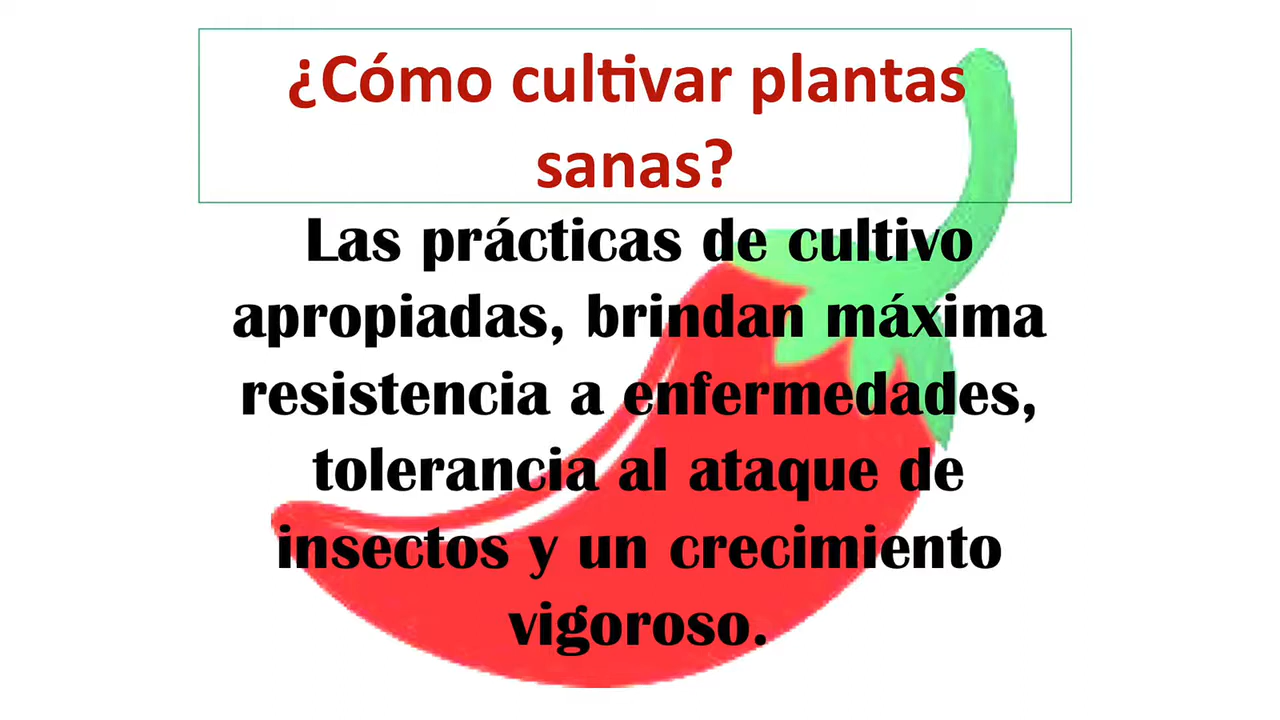 ¿Cómo cultivar plantas
sanas?
Las prácticas de cultivo
apropiadas, brindan máxima
resistencia a enfermedades,
tolerancia al ataque de
insectos y un crecimiento
vigoroso.